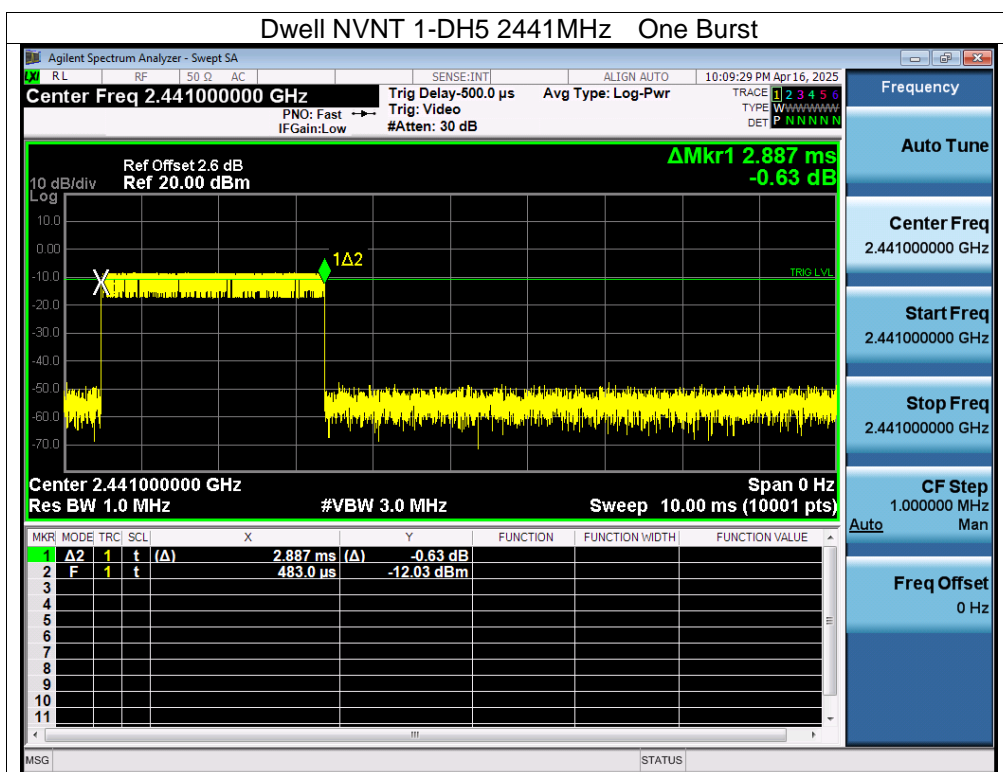 Dwell NVNT 1-DH5 2441MHz One Burst
Agilent Spectrum Analyzer - Swept SA
LXI RL RF 50 Ω AC SENSE:INT ALIGN AUTO 10:09:29 PM Apr 16, 2025
Center Freq 2.441000000 GHz
PNO: Fast
IFGain:Low
Trig Delay-500.0 µs
Trig: Video
#Atten: 30 dB
Avg Type: Log-Pwr
TRACE 1 2 3 4 5 6
TYPE WWWWWW
DET P N N N N N
Ref Offset 2.6 dB
10 dB/div Ref 20.00 dBm
Log
ΔMkr1 2.887 ms
-0.63 dB
10.0
0.00
-10.0
-20.0
-30.0
-40.0
-50.0
-60.0
-70.0
X
1Δ2
TRIG LVL
Center 2.441000000 GHz Span 0 Hz
Res BW 1.0 MHz #VBW 3.0 MHz Sweep 10.00 ms (10001 pts)
MKR MODE TRC SCL X Y FUNCTION FUNCTION WIDTH FUNCTION VALUE
1 Δ2 1 t (Δ) 2.887 ms (Δ) -0.63 dB
2 F 1 t 483.0 µs -12.03 dBm
3
4
5
6
7
8
9
10
11
MSG STATUS
Frequency
Auto Tune
Center Freq
2.441000000 GHz
Start Freq
2.441000000 GHz
Stop Freq
2.441000000 GHz
CF Step
1.000000 MHz
Auto Man
Freq Offset
0 Hz